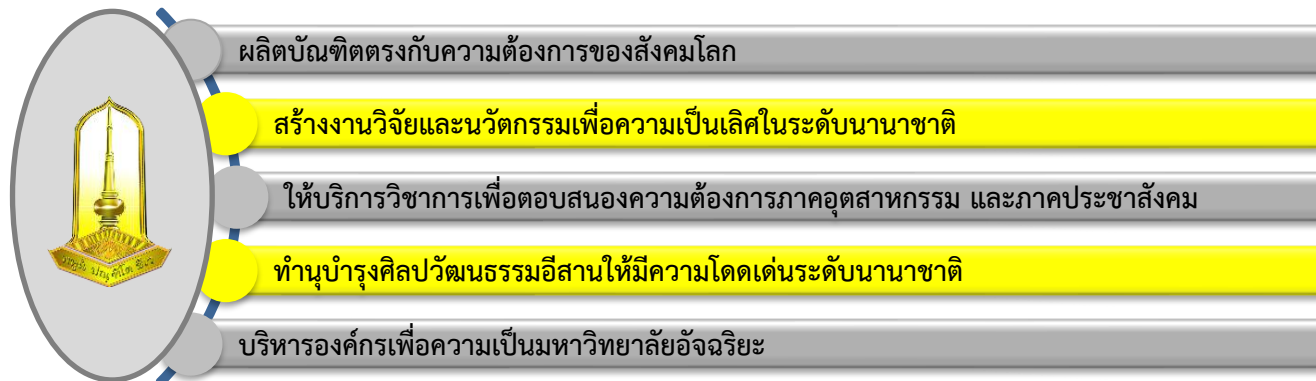 ผลิตบัณฑิตตรงกับความต้องการของสังคมโลก
สร้างงานวิจัยและนวัตกรรมเพื่อความเป็นเลิศในระดับนานาชาติ
ให้บริการวิชาการเพื่อตอบสนองความต้องการภาคอุตสาหกรรม และภาคประชาสังคม
ทำนุบำรุงศิลปวัฒนธรรมอีสานให้มีความโดดเด่นระดับนานาชาติ
บริหารองค์กรเพื่อความเป็นมหาวิทยาลัยอัจฉริยะ